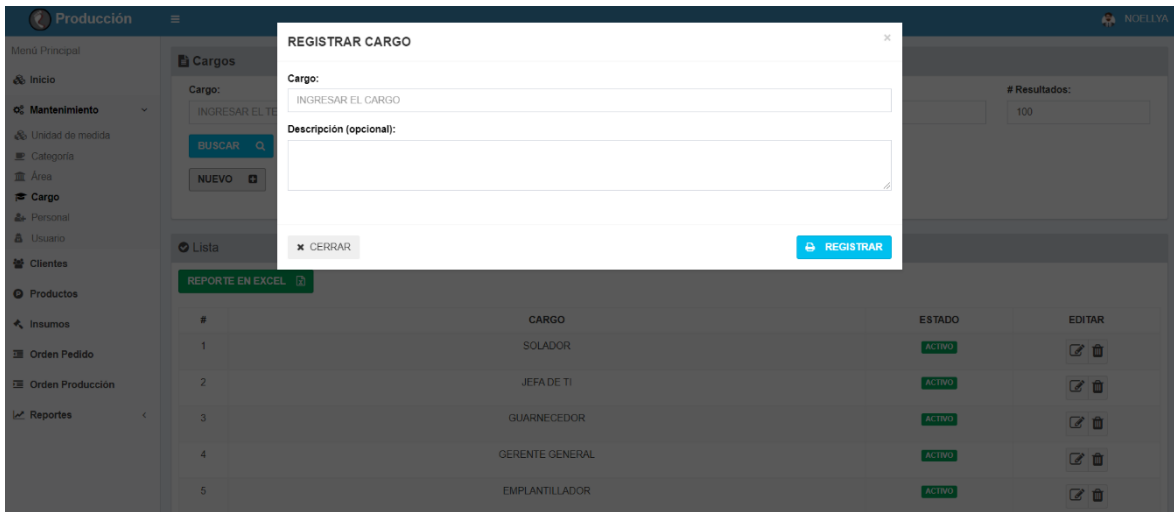 Producción
NOELLYA
Menú Principal
Inicio
Mantenimiento
Unidad de medida
Categoría
Área
Cargo
Personal
Usuario
Clientes
Productos
Insumos
Orden Pedido
Orden Producción
Reportes
REGISTRAR CARGO
×
Cargo:
INGRESAR EL CARGO
Descripción (opcional):
CERRAR
REGISTRAR
Cargos
Cargo:
INGRESAR EL TE
# Resultados:
100
BUSCAR
NUEVO
Lista
REPORTE EN EXCEL
# CARGO ESTADO EDITAR
1 SOLADOR ACTIVO
2 JEFA DE TI ACTIVO
3 GUARNECEDOR ACTIVO
4 GERENTE GENERAL ACTIVO
5 EMPLANTILLADOR ACTIVO